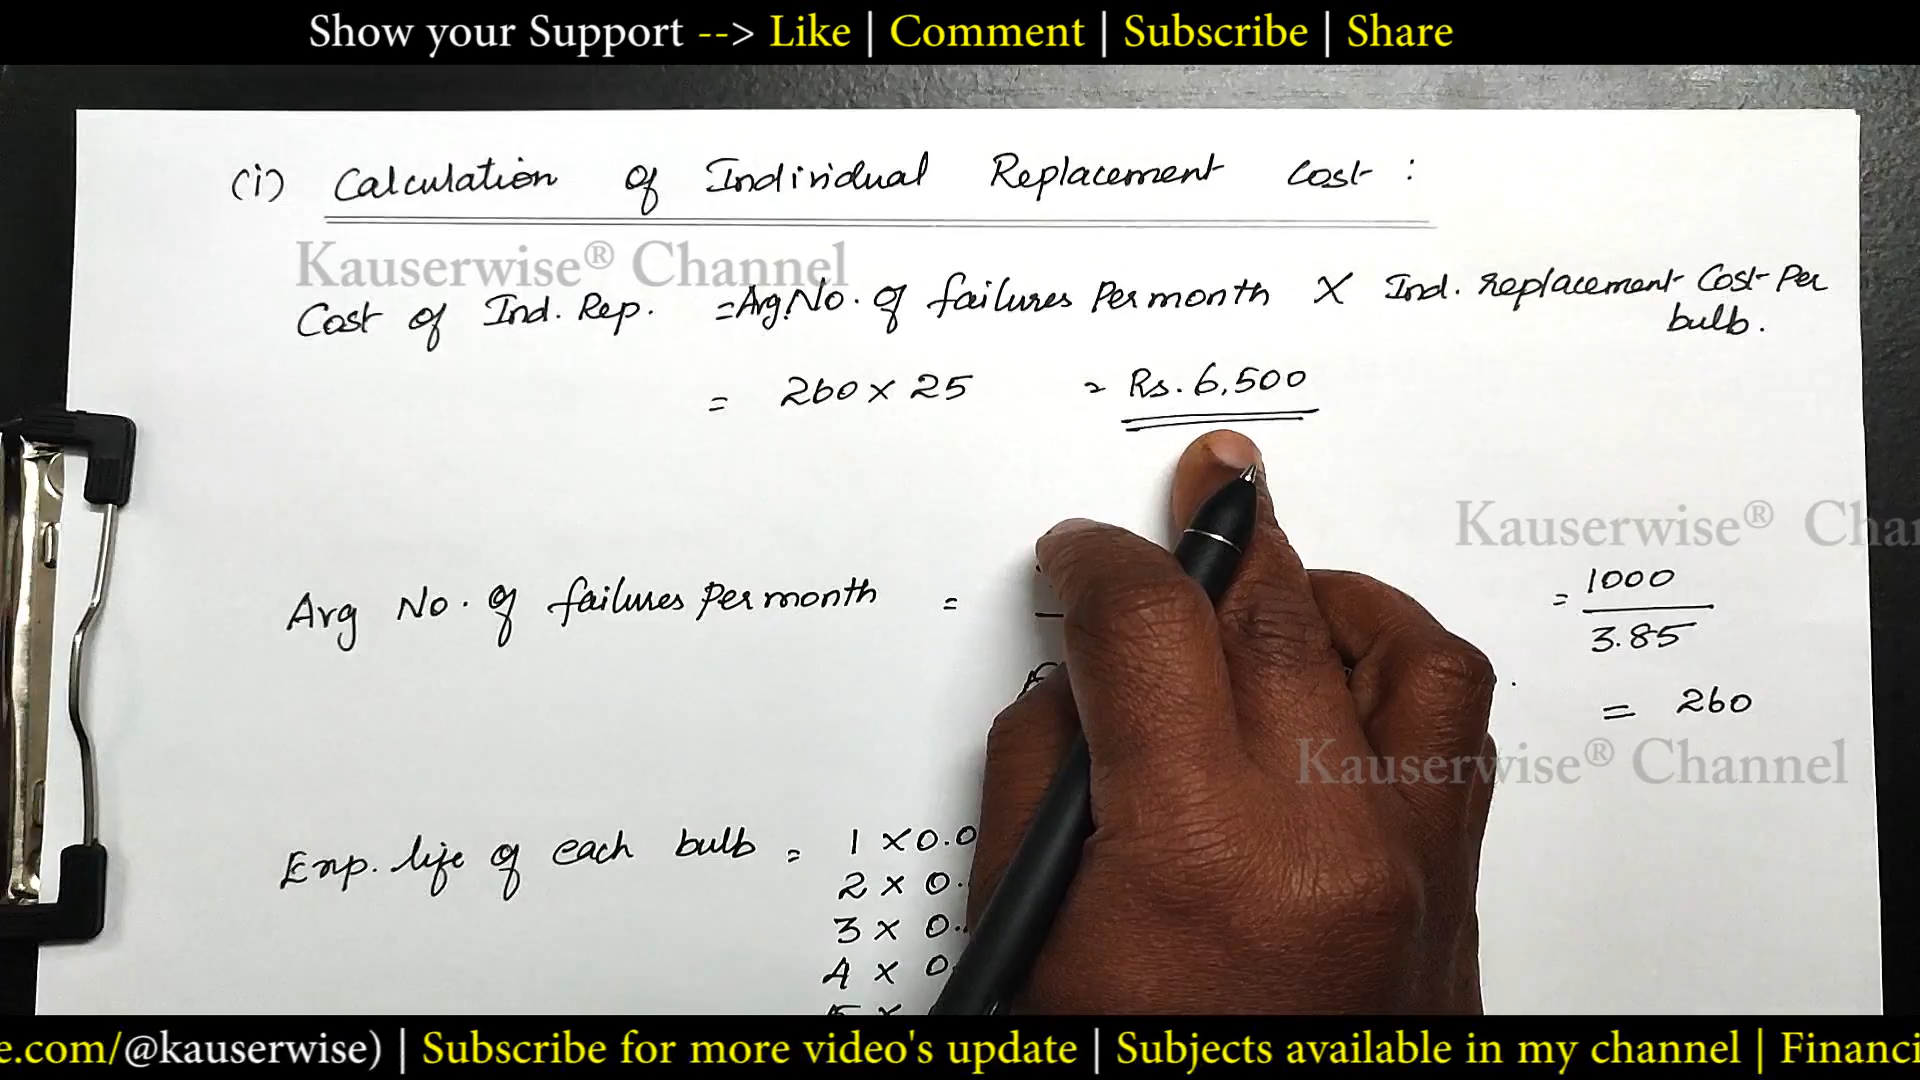 Show your Support --> Like | Comment | Subscribe | Share
(i) Calculation of Individual Replacement Cost :
Kauserwise® Channel
Cost of Ind. Rep. = Avg. No. of failures Per month X Ind. replacement Cost Per
bulb.
= 260 x 25 = Rs. 6,500
Kauserwise® Cha
Avg No. of failures Per month = = 1000
3.85
= 260
Kauserwise® Channel
Exp. life of each bulb = 1 x 0.0
2 x 0.
3 x 0.
4 x 0.
5 x
e.com/@kauserwise) | Subscribe for more video's update | Subjects available in my channel | Financi